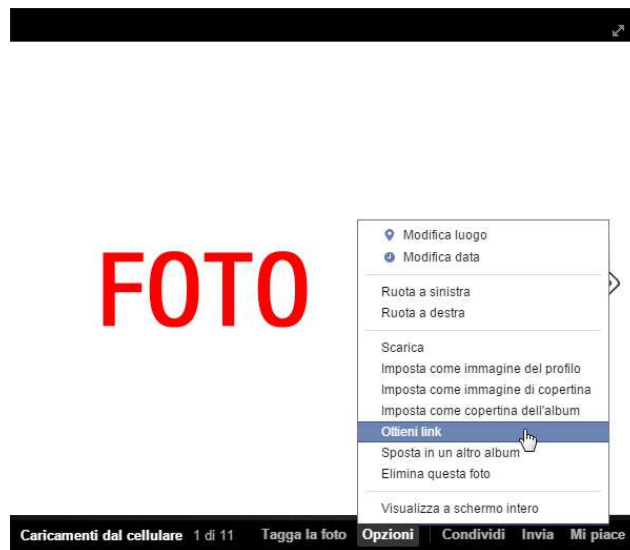 FOTO
Modifica luogo
Modifica data
Ruota a sinistra
Ruota a destra
Scarica
Imposta come immagine del profilo
Imposta come immagine di copertina
Imposta come copertina dell'album
Ottieni link
Sposta in un altro album
Elimina questa foto
Visualizza a schermo intero
Caricamenti dal cellulare 1 di 11 Tagga la foto Opzioni Condividi Invia Mi piace